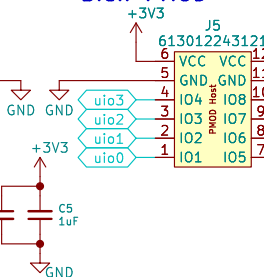 +3V3
J5
61301224312
6 VCC VCC 12
5 GND GND 11
GND GND
uio3 4 IO4 IO8 10
uio2 3 IO3 IO7 9
uio1 2 IO2 IO6 8
uio0 1 IO1 IO5 7
PMOD Host
+3V3
C5
1uF
GND